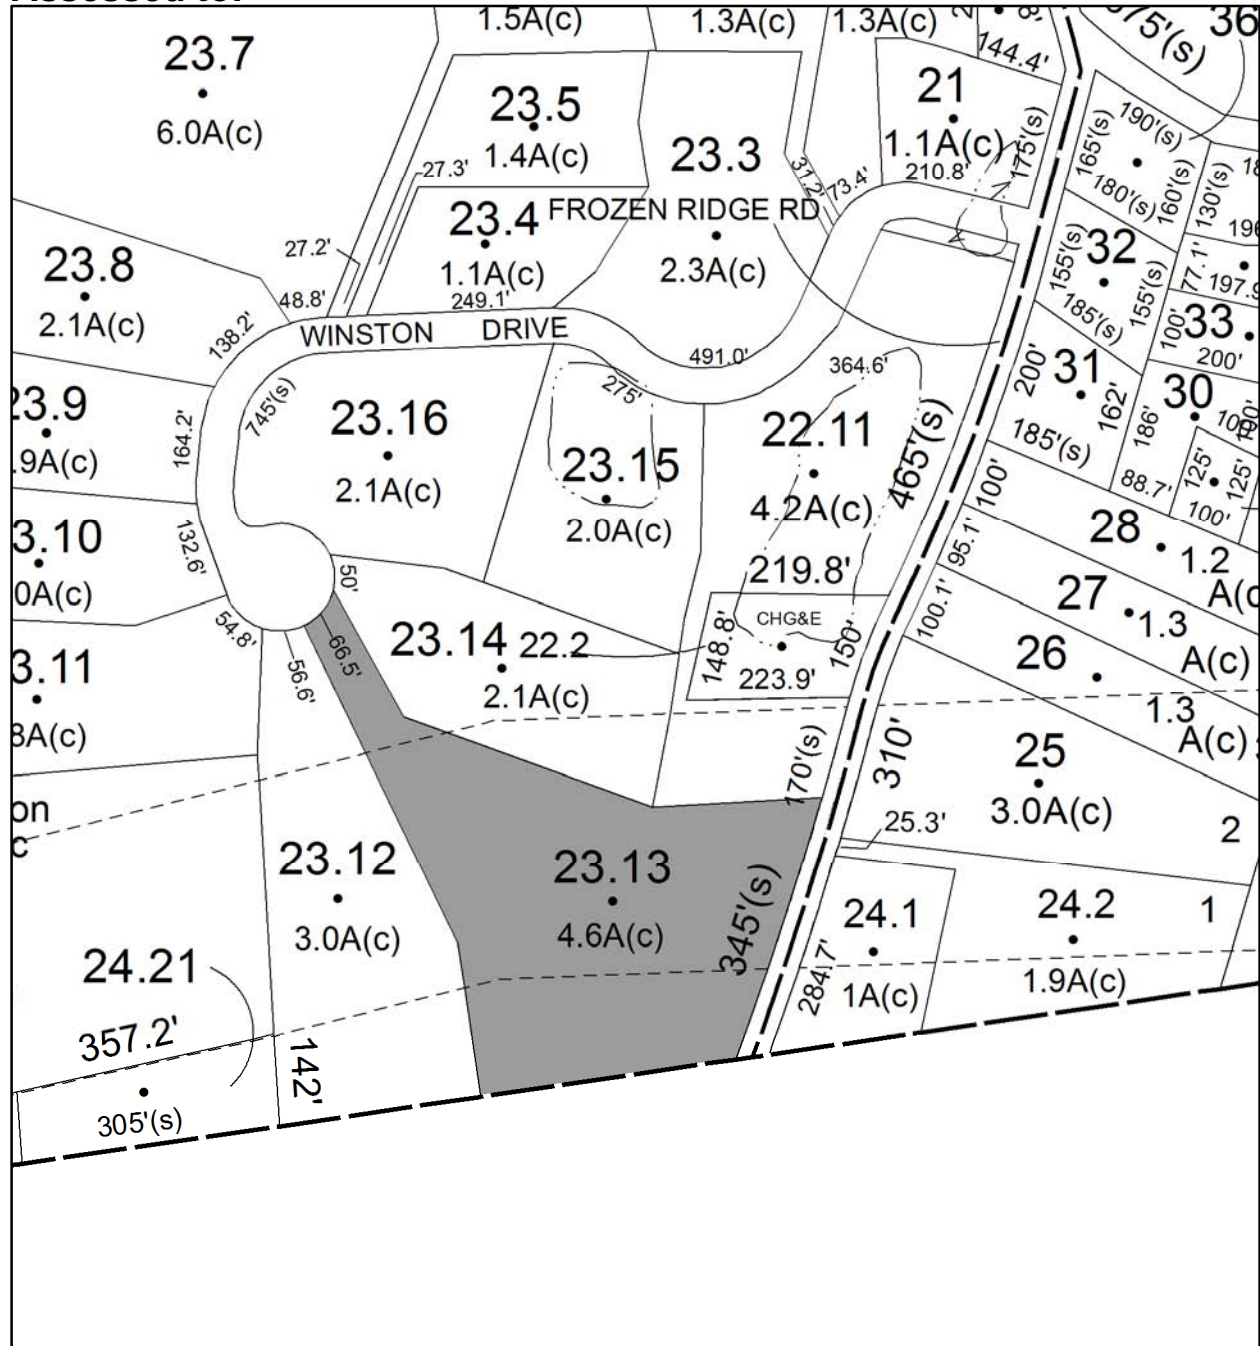 1.5A(c)
1.3A(c)
1.3A(c)
144.4'
675'(s)
36
23.7
6.0A(c)
23.5
1.4A(c)
23.3
21
1.1A(c)
210.8'
175'(s)
165'(s)
190'(s)
180'(s)
160'(s)
130'(s)
27.3'
31.2'
73.4'
23.4
FROZEN RIDGE RD
1.1A(c)
2.3A(c)
249.1'
27.2'
48.8'
23.8
2.1A(c)
138.2'
WINSTON DRIVE
32
155'(s)
155'(s)
185'(s)
77.1'
197.9
100'
33
200'
491.0'
364.6'
275'
745'(s)
23.9
.9A(c)
164.2'
23.16
2.1A(c)
23.15
2.0A(c)
22.11
4.2A(c)
465'(s)
200'
31
162'
185'(s)
30
186'
100'
88.7'
125'
125'
100'
100'
28
1.2
95.1'
27
1.3
A(c)
3.10
0A(c)
132.6'
54.8'
50'
66.5'
56.6'
219.8'
CHG&E
148.8'
150'
223.9'
100.1'
26
1.3
A(c)
23.14
22.2
2.1A(c)
3.11
8A(c)
170'(s)
310'
25
3.0A(c)
25.3'
2
on
c
23.12
3.0A(c)
23.13
4.6A(c)
345'(s)
284.7'
24.1
1A(c)
24.2
1.9A(c)
1
24.21
357.2'
142'
305'(s)